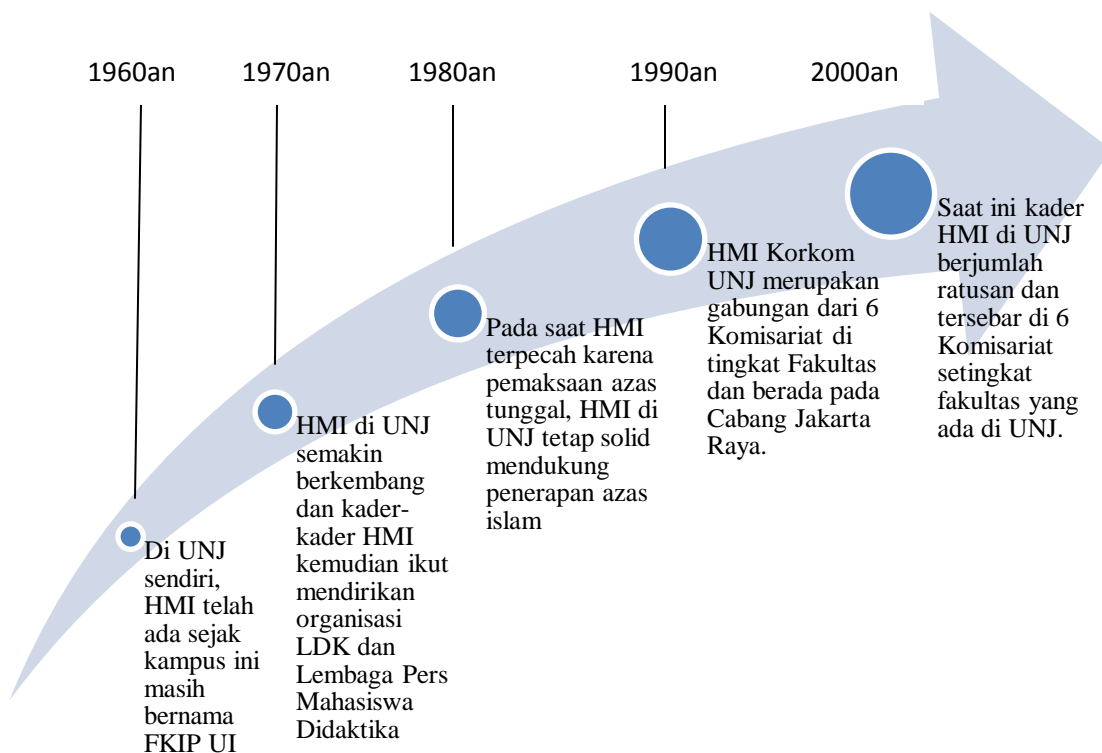 1960an
1970an
1980an
1990an
2000an
Di UNJ
sendiri,
HMI telah
ada sejak
kampus ini
masih
bernama
FKIP UI
HMI di UNJ
semakin
berkembang
dan kader-
kader HMI
kemudian ikut
mendirikan
organisasi
LDK dan
Lembaga Pers
Mahasiswa
Didaktika
Pada saat HMI
terpecah karena
pemaksaan azas
tunggal, HMI di
UNJ tetap solid
mendukung
penerapan azas
islam
HMI Korkom
UNJ merupakan
gabungan dari 6
Komisariat di
tingkat Fakultas
dan berada pada
Cabang Jakarta
Raya.
Saat ini kader
HMI di UNJ
berjumlah
ratusan dan
tersebar di 6
Komisariat
setingkat
fakultas yang
ada di UNJ.